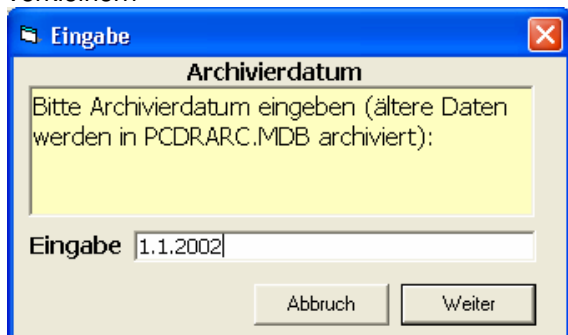 Eingabe
Archivierdatum
Bitte Archivierdatum eingeben (ältere Daten
werden in PCDRARC.MDB archiviert):
Eingabe 1.1.2002
Abbruch Weiter